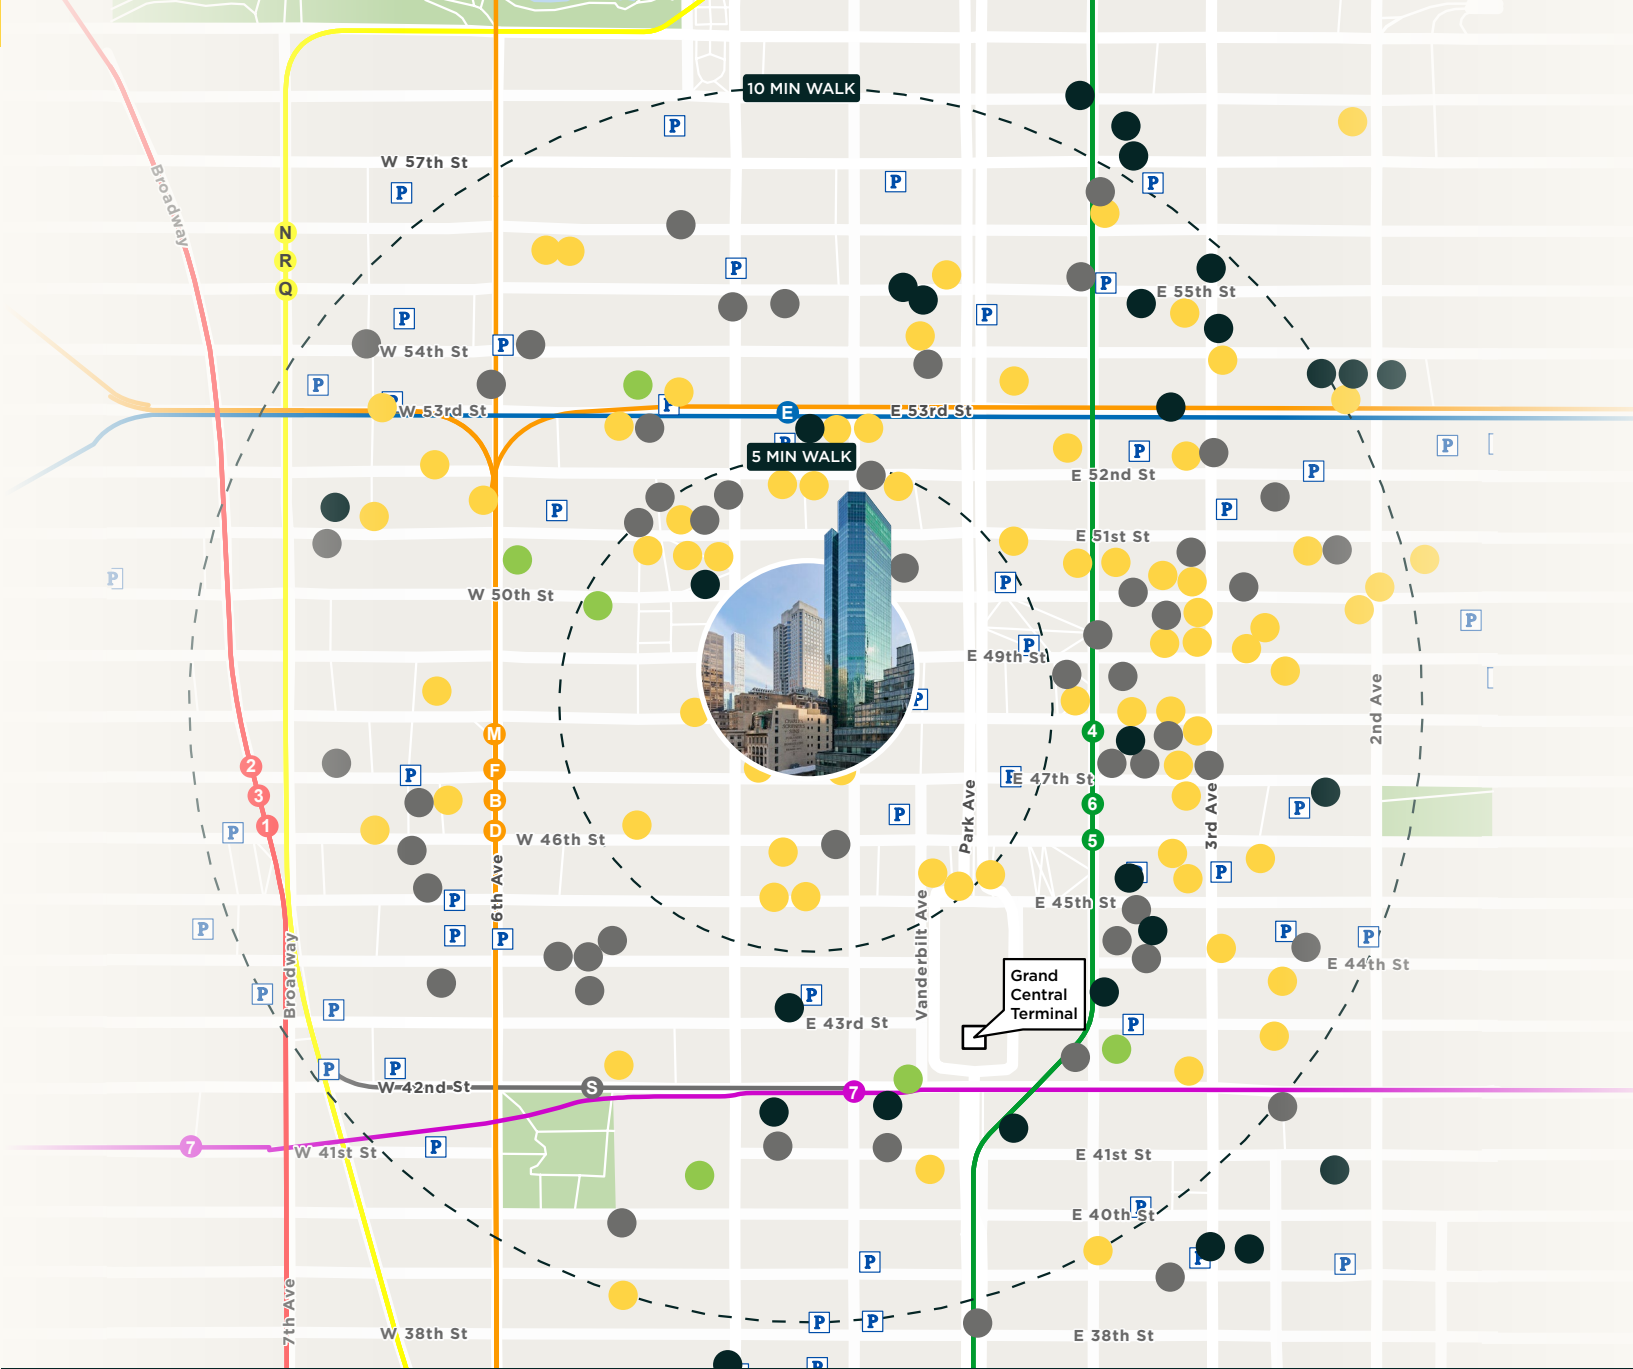 10 MIN WALK
P
W 57th St
P
P
P
Broadway
N
R
Q
P
P
E 55th St
P
P
W 54th St
P
P
P
W 53rd St
P
E
E 53rd St
P
P
P
5 MIN WALK
P
E 52nd St
P
P
E 51st St
P
P
W 50th St
P
P
E 49th St
P
P
2nd Ave
M
4
2
F
P
P
E 47th St
3
B
6
P
Park Ave
3rd Ave
1
P
D
W 46th St
P
5
P
P
6th Ave
P
E 45th St
Vanderbilt Ave
P
P
P
P
P
Broadway
E 44th St
P
P
P
Grand
Central
Terminal
E 43rd St
P
P
P
W 42nd St
S
7
7
W 41st St
P
E 41st St
P
E 40th St
P
P
P
7th Ave
P
P
W 38th St
E 38th St
P